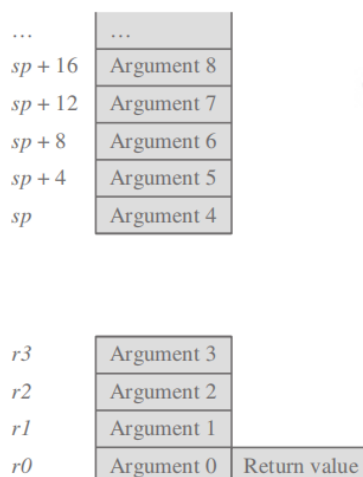 ... ...
sp + 16 Argument 8
sp + 12 Argument 7
sp + 8 Argument 6
sp + 4 Argument 5
sp Argument 4
r3 Argument 3
r2 Argument 2
r1 Argument 1
r0 Argument 0 Return value